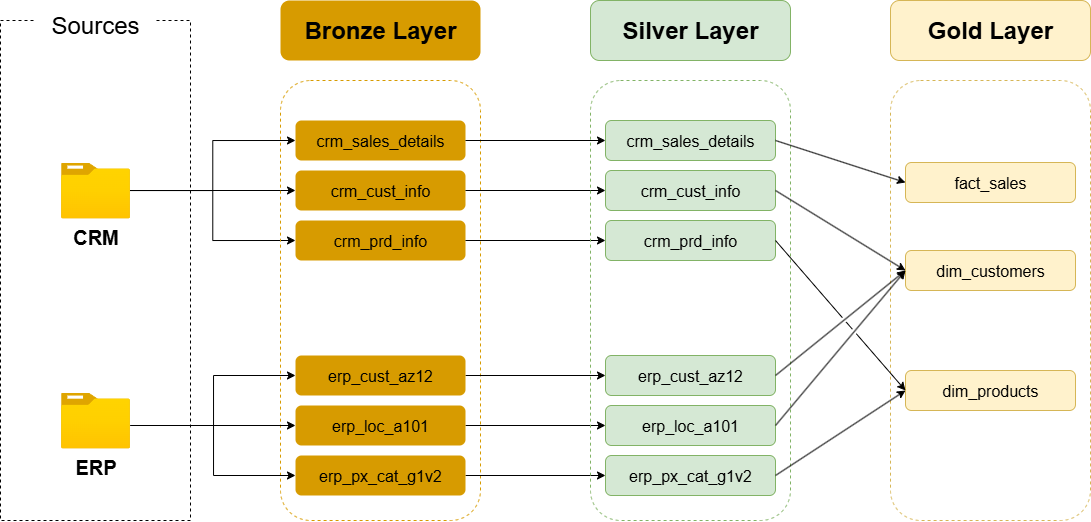 Sources
Bronze Layer
Silver Layer
Gold Layer
CRM
ERP
crm_sales_details
crm_cust_info
crm_prd_info
erp_cust_az12
erp_loc_a101
erp_px_cat_g1v2
crm_sales_details
crm_cust_info
crm_prd_info
erp_cust_az12
erp_loc_a101
erp_px_cat_g1v2
fact_sales
dim_customers
dim_products